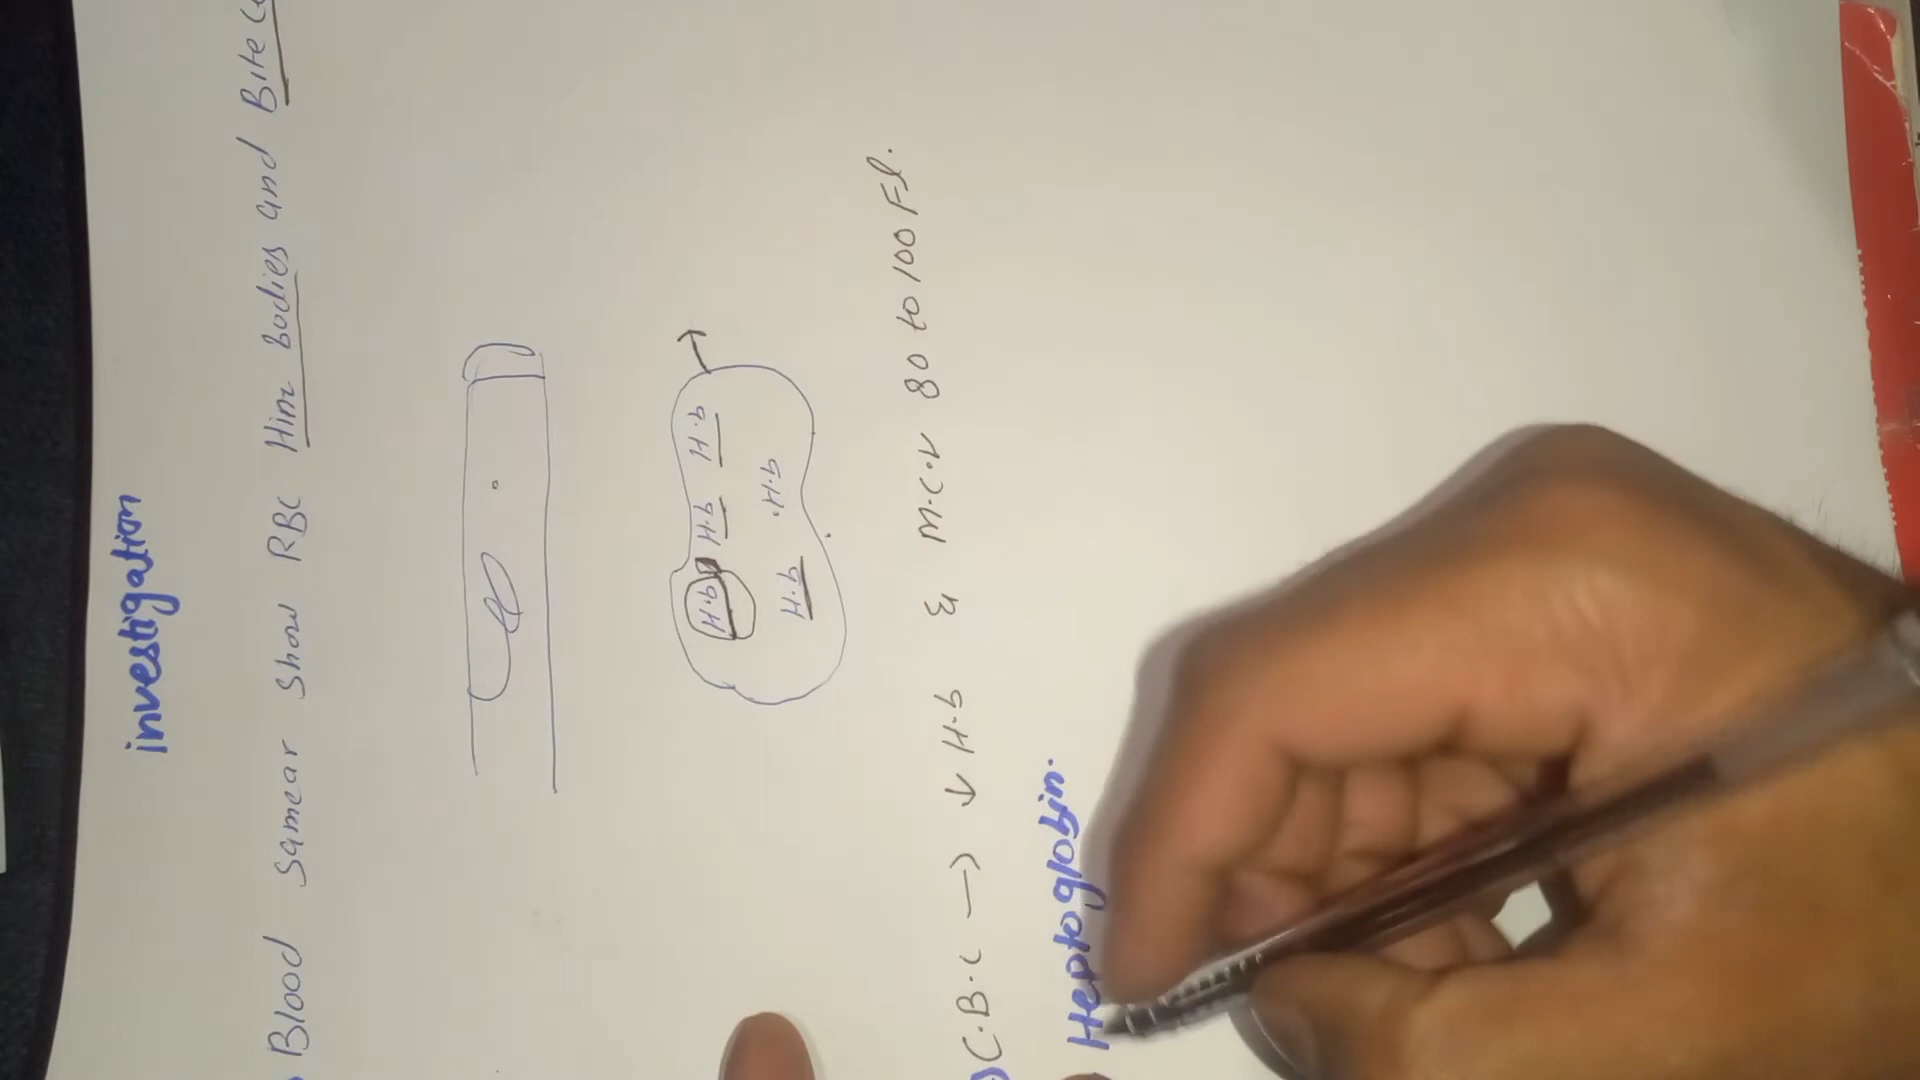 investigation
Blood Samear Show RBC Hinz bodies and Bite
H.b H.b H.b
H.b H.b
C.B.C → ↓ H.b & M.C.V 80 to 100 Fl.
Heptoglobin.